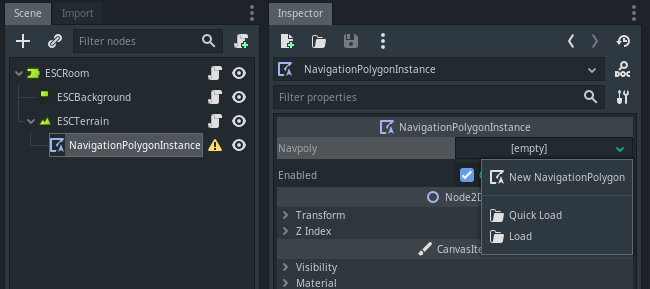 Scene
Import
Filter nodes
ESCRoom
ESCBackground
ESCTerrain
NavigationPolygonInstance
Inspector
NavigationPolygonInstance
DOC
Filter properties
NavigationPolygonInstance
Navpoly
[empty]
Enabled
New NavigationPolygon
Quick Load
Load
Node2D
Transform
Z Index
CanvasIte
Visibility
Material